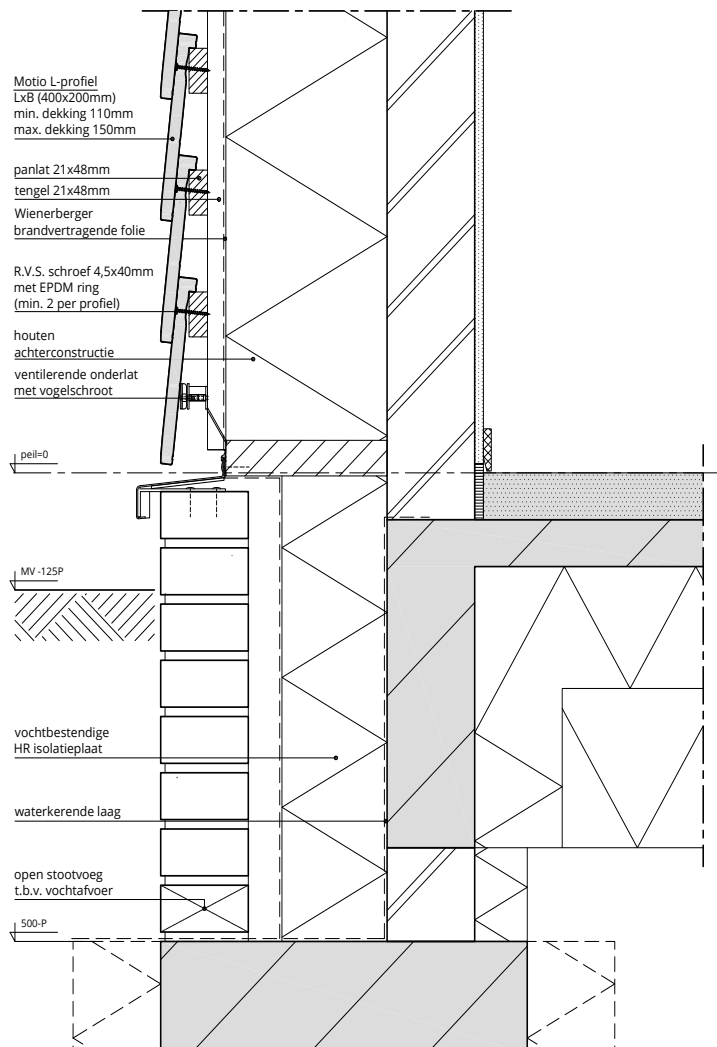 Motio L-profiel
LxB (400x200mm)
min. dekking 110mm
max. dekking 150mm
panlat 21x48mm
tengel 21x48mm
Wienerberger
brandvertragende folie
R.V.S. schroef 4,5x40mm
met EPDM ring
(min. 2 per profiel)
houten
achterconstructie
ventilerende onderlat
met vogelschroot
peil=0
MV -125P
vochtbestendige
HR isolatieplaat
waterkerende laag
open stootvoeg
t.b.v. vochtafvoer
500-P